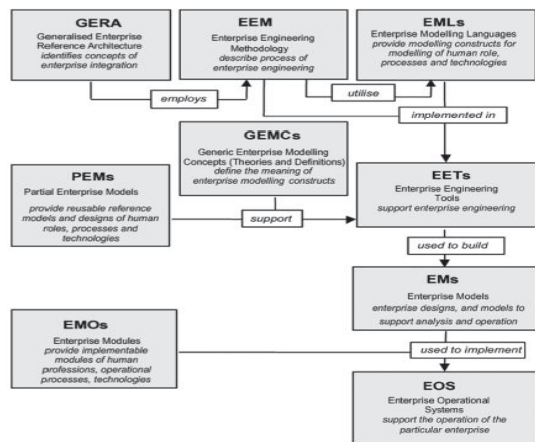 GERA
Generalised Enterprise
Reference Architecture
identifies concepts of
enterprise integration
EEM
Enterprise Engineering
Methodology
describe process of
enterprise engineering
EMLs
Enterprise Modelling Languages
provide modelling constructs for
modelling of human role,
processes and technologies
employs
utilise
implemented in
GEMCs
Generic Enterprise Modelling
Concepts (Theories and Definitions)
define the meaning of
enterprise modelling constructs
PEMs
Partial Enterprise Models
provide reusable reference
models and designs of human
roles, processes and
technologies
EETs
Enterprise Engineering
Tools
support enterprise engineering
support
used to build
EMs
Enterprise Models
enterprise designs, and models to
support analysis and operation
EMOs
Enterprise Modules
provide implementable
modules of human
professions, operational
processes, technologies
used to implement
EOS
Enterprise Operational
Systems
support the operation of the
particular enterprise